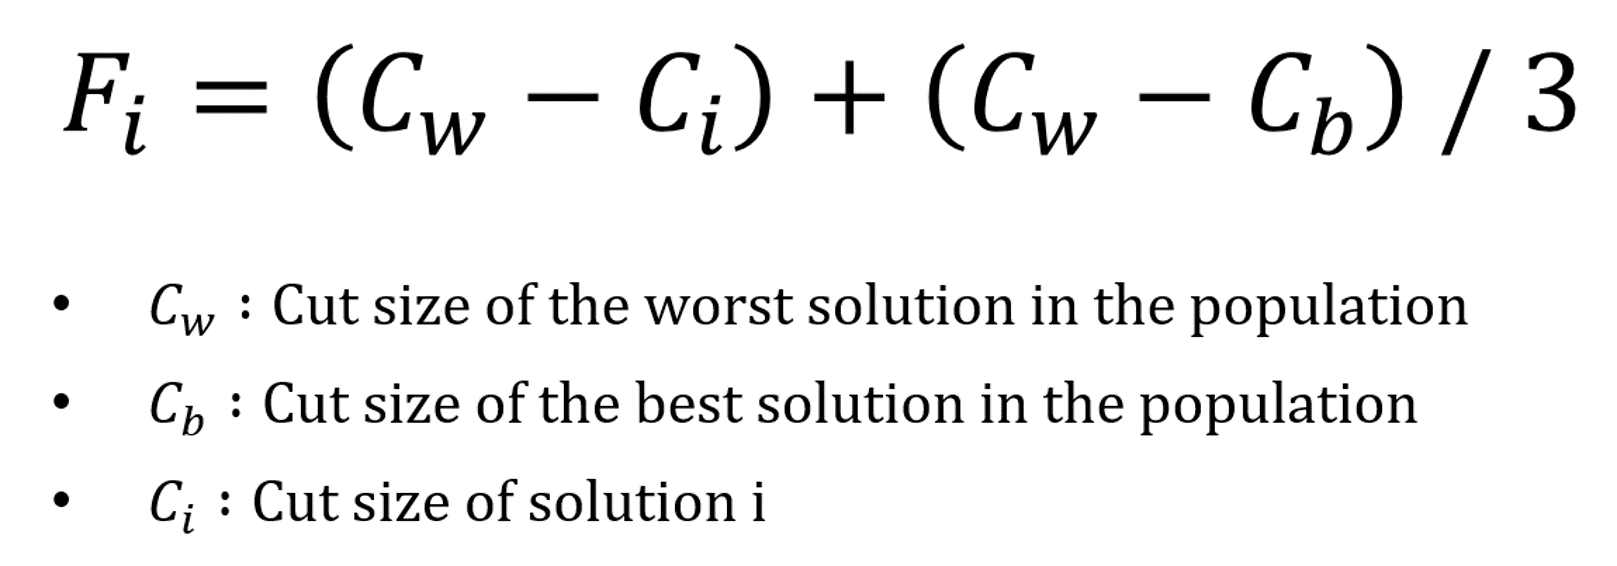 F_i = (C_w − C_i) + (C_w − C_b) / 3
• C_w : Cut size of the worst solution in the population
• C_b : Cut size of the best solution in the population
• C_i : Cut size of solution i